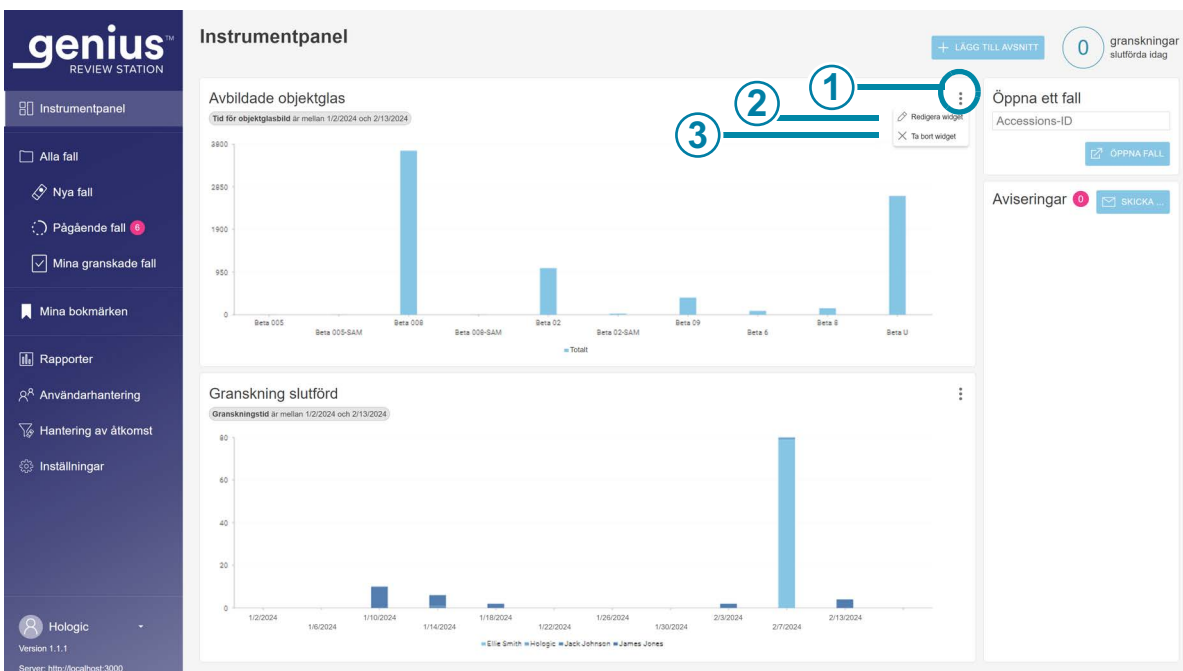 genius™
REVIEW STATION
Instrumentpanel
Alla fall
Nya fall
Pågående fall 6
Mina granskade fall
Mina bokmärken
Rapporter
Användarhantering
Hantering av åtkomst
Inställningar
Hologic
Version 1.1.1
Server: http://localhost:3000
Instrumentpanel
+ LÄGG TILL AVSNITT
0
granskningar
slutförda idag
Avbildade objektglas
Tid för objektglasbild är mellan 1/2/2024 och 2/13/2024
1
2
3
Redigera widget
Ta bort widget
3800
2850
1900
950
0
Beta 005
Beta 005-SAM
Beta 008
Beta 008-SAM
Beta 02
Beta 02-SAM
Beta 09
Beta 6
Beta 8
Beta U
Totalt
Granskning slutförd
Granskningstid är mellan 1/2/2024 och 2/13/2024
80
60
40
20
0
1/2/2024
1/6/2024
1/10/2024
1/14/2024
1/18/2024
1/22/2024
1/26/2024
1/30/2024
2/3/2024
2/7/2024
2/13/2024
Ellie Smith Hologic Jack Johnson James Jones
Öppna ett fall
Accessions-ID
ÖPPNA FALL
Aviseringar 0
SKICKA ...